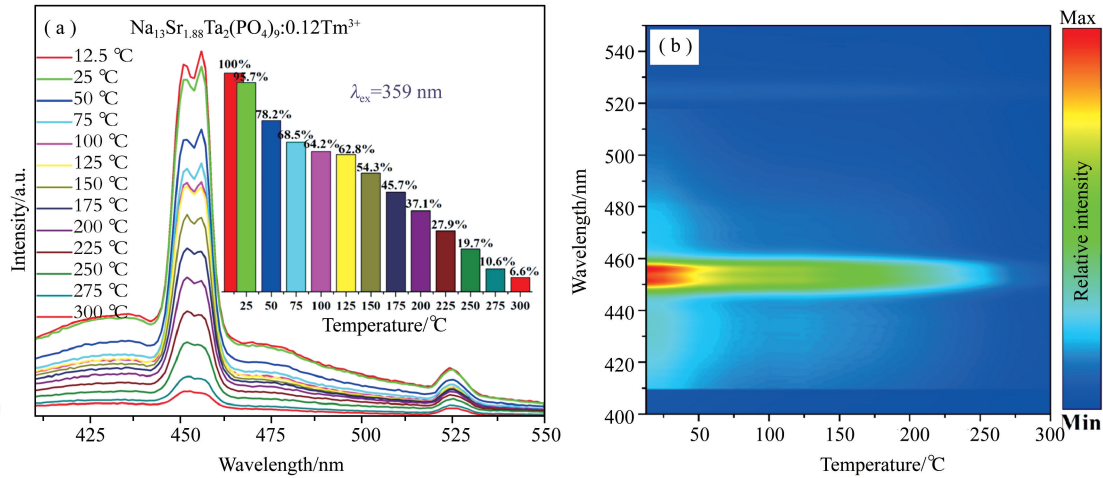 ( a )
Na13Sr1.88Ta2(PO4)9:0.12Tm3+
12.5 ℃
25 ℃
50 ℃
75 ℃
100 ℃
125 ℃
150 ℃
175 ℃
200 ℃
225 ℃
250 ℃
275 ℃
300 ℃
λex=359 nm
100%
95.7%
78.2%
68.5%
64.2%
62.8%
54.3%
45.7%
37.1%
27.9%
19.7%
10.6%
6.6%
25 50 75 100 125 150 175 200 225 250 275 300
Temperature/℃
Intensity/a.u.
425 450 475 500 525 550
Wavelength/nm
( b )
540
520
500
480
460
440
420
400
Wavelength/nm
50 100 150 200 250 300
Temperature/℃
Max
Relative intensity
Min